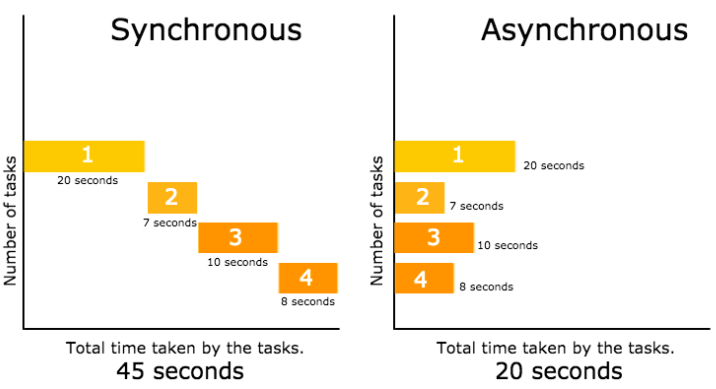 Synchronous
Number of tasks
1
20 seconds
2
7 seconds
3
10 seconds
4
8 seconds
Total time taken by the tasks.
45 seconds
Asynchronous
Number of tasks
1
20 seconds
2
7 seconds
3
10 seconds
4
8 seconds
Total time taken by the tasks.
20 seconds